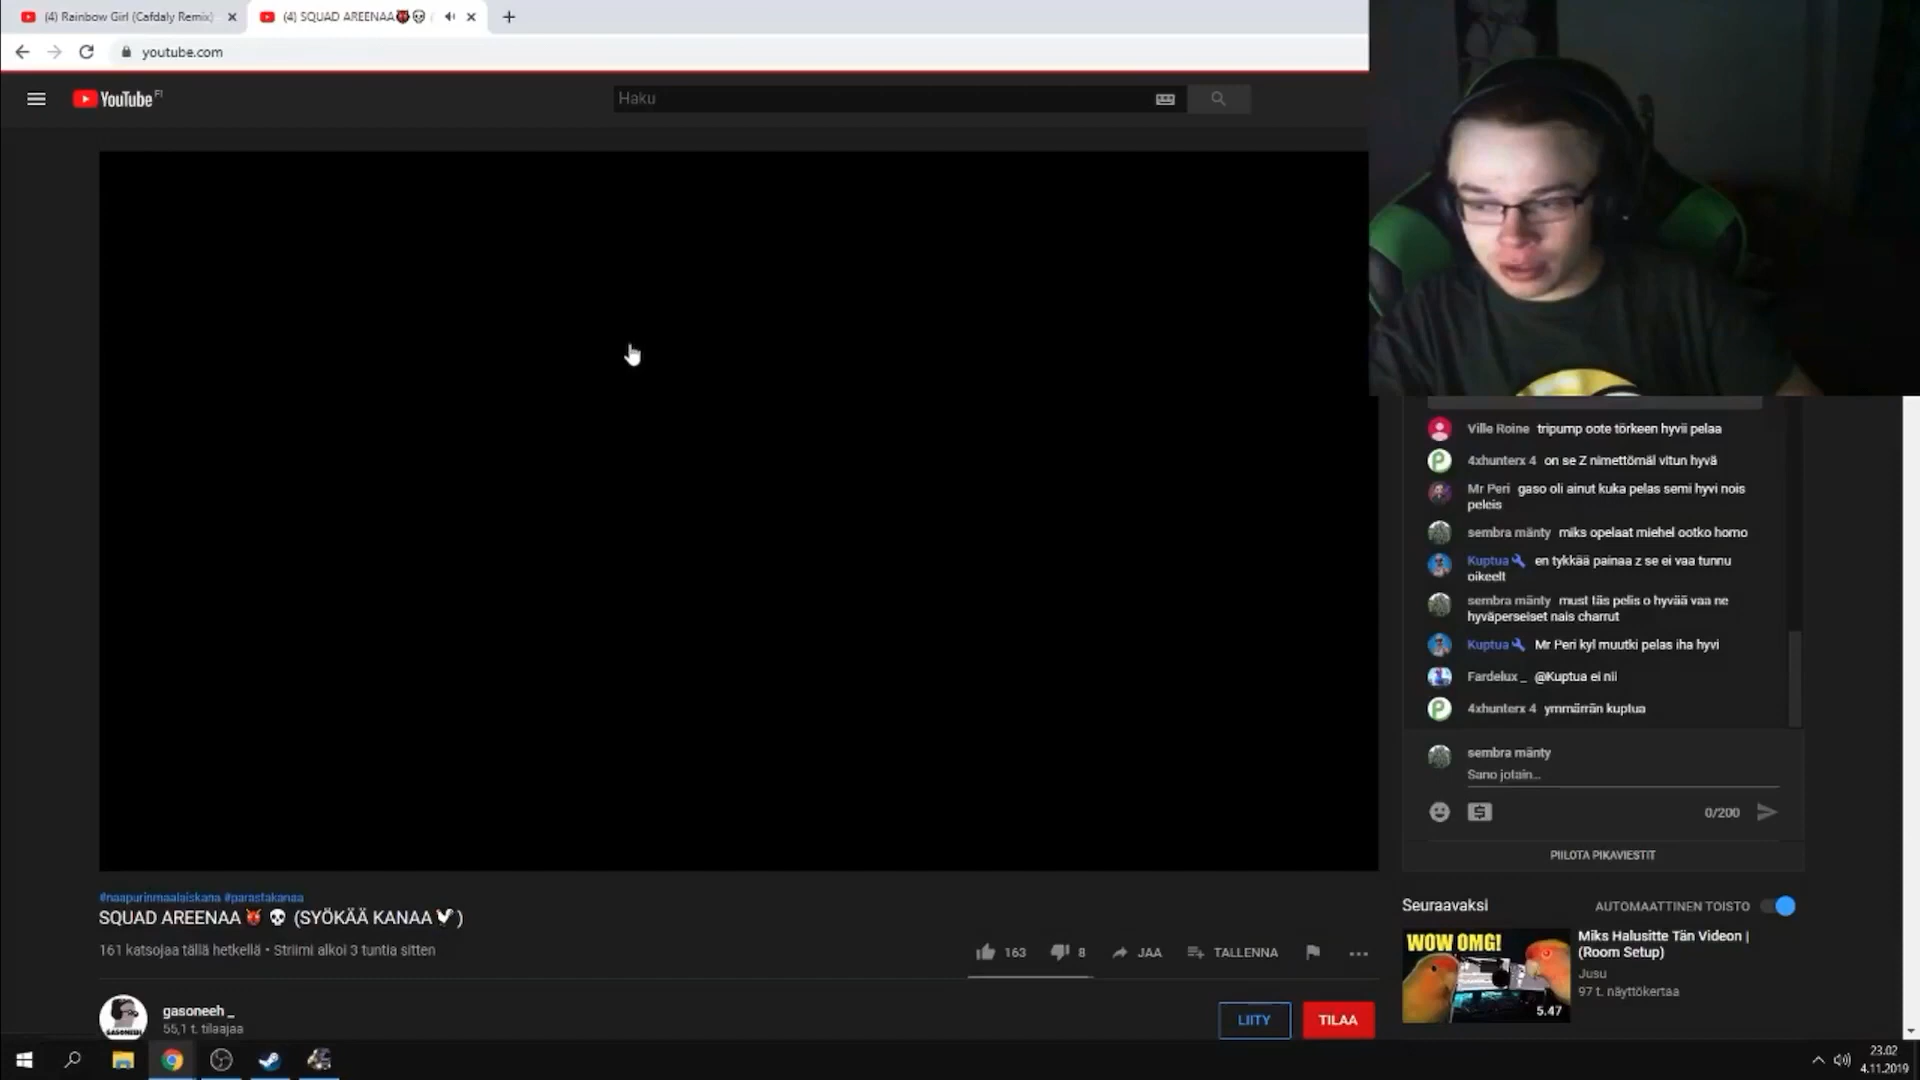 (4) Rainbow Girl (Cafdaly Remix)
(4) SQUAD AREENAA👹💀
youtube.com
YouTube FI
Haku
Ville Roine tripump oote törkeen hyvii pelaa
4xhunterx 4 on se Z nimettömäl vitun hyvä
Mr Peri gaso oli ainut kuka pelas semi hyvi nois
peleis
sembra mänty miks opelaat miehel ootko homo
Kuptua en tykkää painaa z se ei vaa tunnu
oikeelt
sembra mänty must täs pelis o hyvää vaa ne
hyväperseiset nais charrut
Kuptua Mr Peri kyl muutki pelas iha hyvi
Fardelux _ @Kuptua ei nii
4xhunterx 4 ymmärrän kuptua
sembra mänty
Sano jotain...
0/200
PIILOTA PIKAVIESTIT
#naapurinmaalaiskana #parastakanaa
SQUAD AREENAA👹💀 (SYÖKÄÄ KANAA🐓)
161 katsojaa tällä hetkellä • Striimi alkoi 3 tuntia sitten
163 8 JAA TALLENNA
gasoneeh _
55,1 t. tilaajaa
LIITY TILAA
Seuraavaksi AUTOMAATTINEN TOISTO
WOW OMG!
5.47
Miks Halusitte Tän Videon |
(Room Setup)
Jusu
97 t. näyttökertaa
23.02
4.11.2019